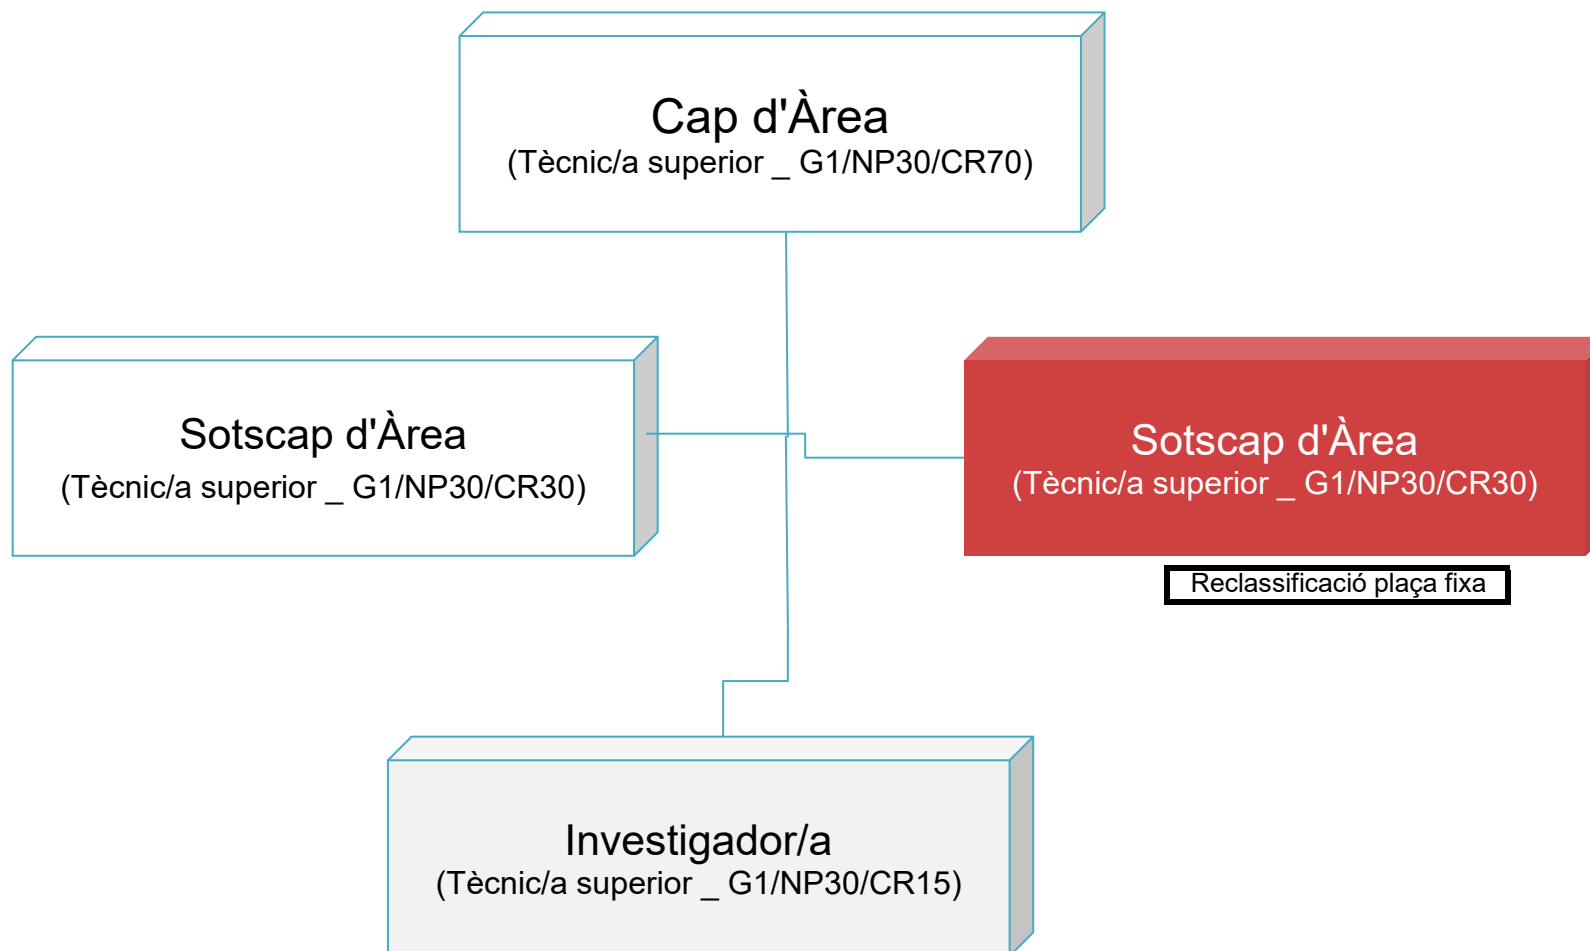 Cap d'Àrea
(Tècnic/a superior _ G1/NP30/CR70)
Sotscap d'Àrea
(Tècnic/a superior _ G1/NP30/CR30)
Sotscap d'Àrea
(Tècnic/a superior _ G1/NP30/CR30)
Reclassificació plaça fixa
Investigador/a
(Tècnic/a superior _ G1/NP30/CR15)